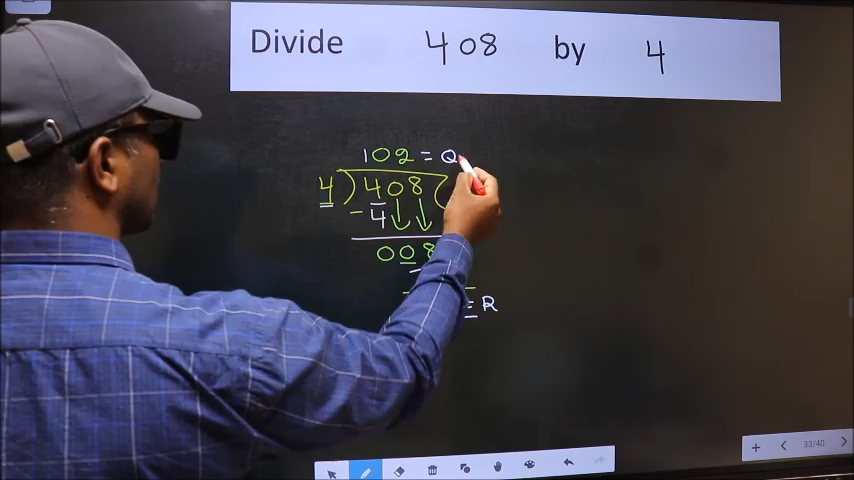 Divide 408 by 4
102 = Q
4 ) 408 (
- 4
008
= R
33/40